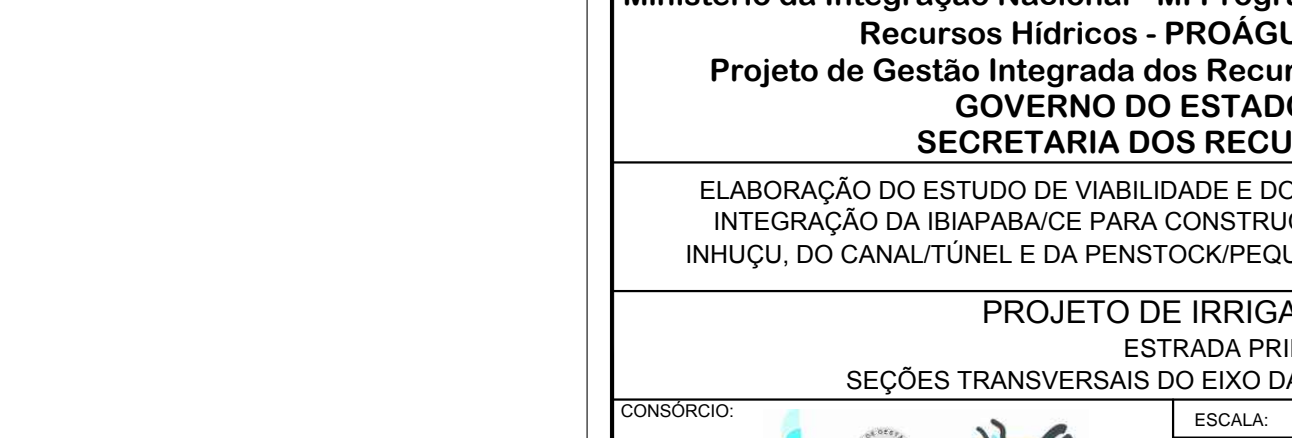 Recursos Hídricos - PROÁGU
Projeto de Gestão Integrada dos Recur
GOVERNO DO ESTADO
SECRETARIA DOS RECU
ELABORAÇÃO DO ESTUDO DE VIABILIDADE E DO
INTEGRAÇÃO DA IBIAPABA/CE PARA CONSTRUÇ
INHUÇU, DO CANAL/TÚNEL E DA PENSTOCK/PEQU
PROJETO DE IRRIGA
ESTRADA PRI
SEÇÕES TRANSVERSAIS DO EIXO DA
CONSÓRCIO:
ESCALA: